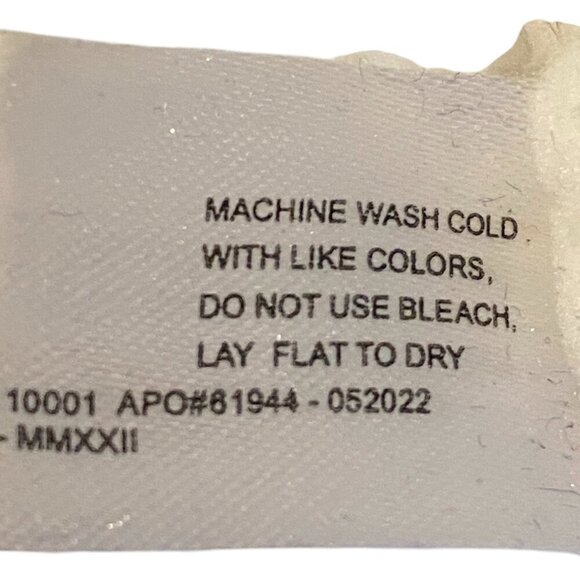 MACHINE WASH COLD
WITH LIKE COLORS,
DO NOT USE BLEACH,
LAY FLAT TO DRY
10001 APO#61944 - 052022
- MMXXII